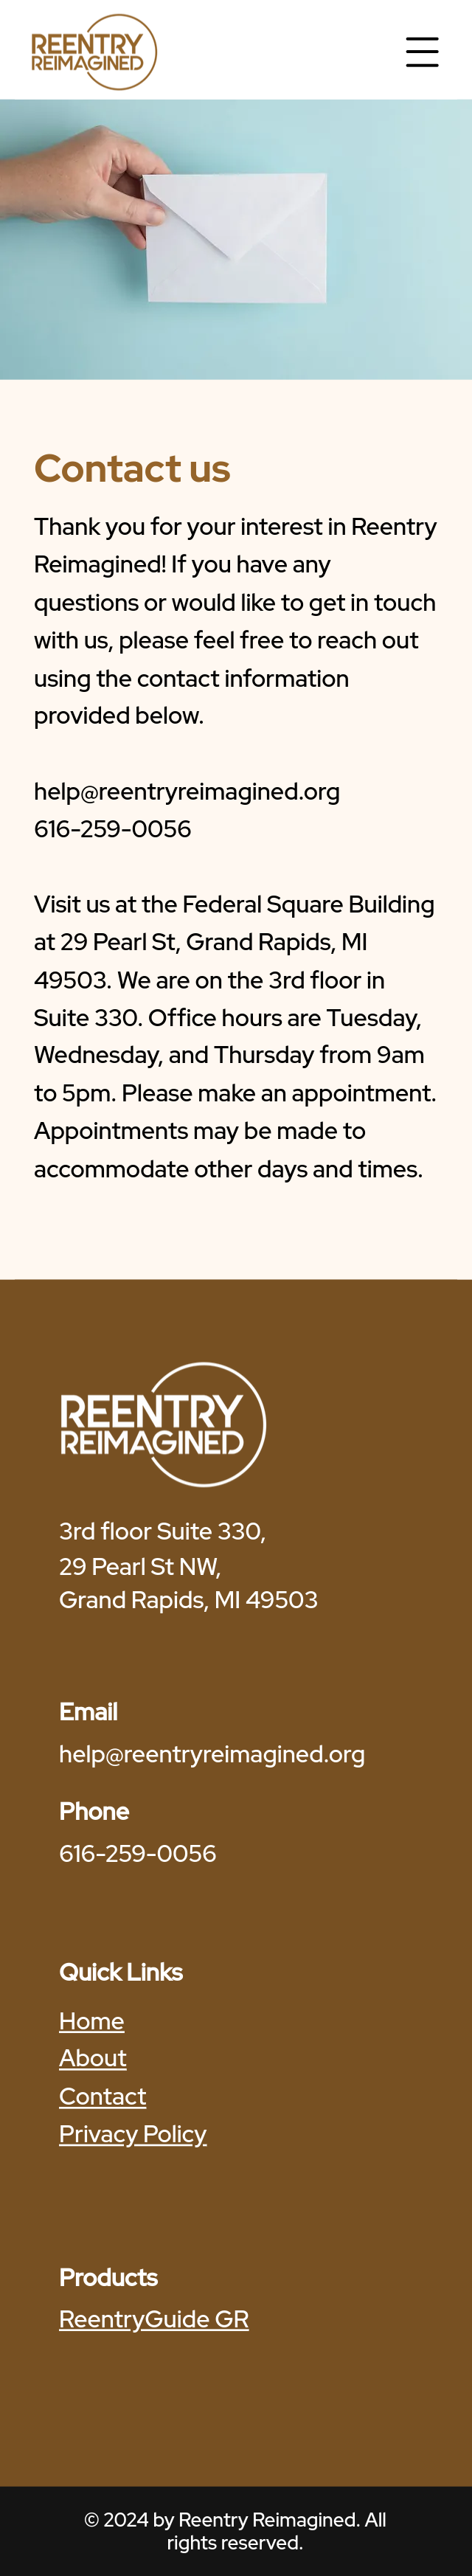 REENTRY
REIMAGINED
Contact us
Thank you for your interest in Reentry
Reimagined! If you have any
questions or would like to get in touch
with us, please feel free to reach out
using the contact information
provided below.
help@reentryreimagined.org
616-259-0056
Visit us at the Federal Square Building
at 29 Pearl St, Grand Rapids, MI
49503. We are on the 3rd floor in
Suite 330. Office hours are Tuesday,
Wednesday, and Thursday from 9am
to 5pm. Please make an appointment.
Appointments may be made to
accommodate other days and times.
REENTRY
REIMAGINED
3rd floor Suite 330,
29 Pearl St NW,
Grand Rapids, MI 49503
Email
help@reentryreimagined.org
Phone
616-259-0056
Quick Links
Home
About
Contact
Privacy Policy
Products
ReentryGuide GR
© 2024 by Reentry Reimagined. All
rights reserved.